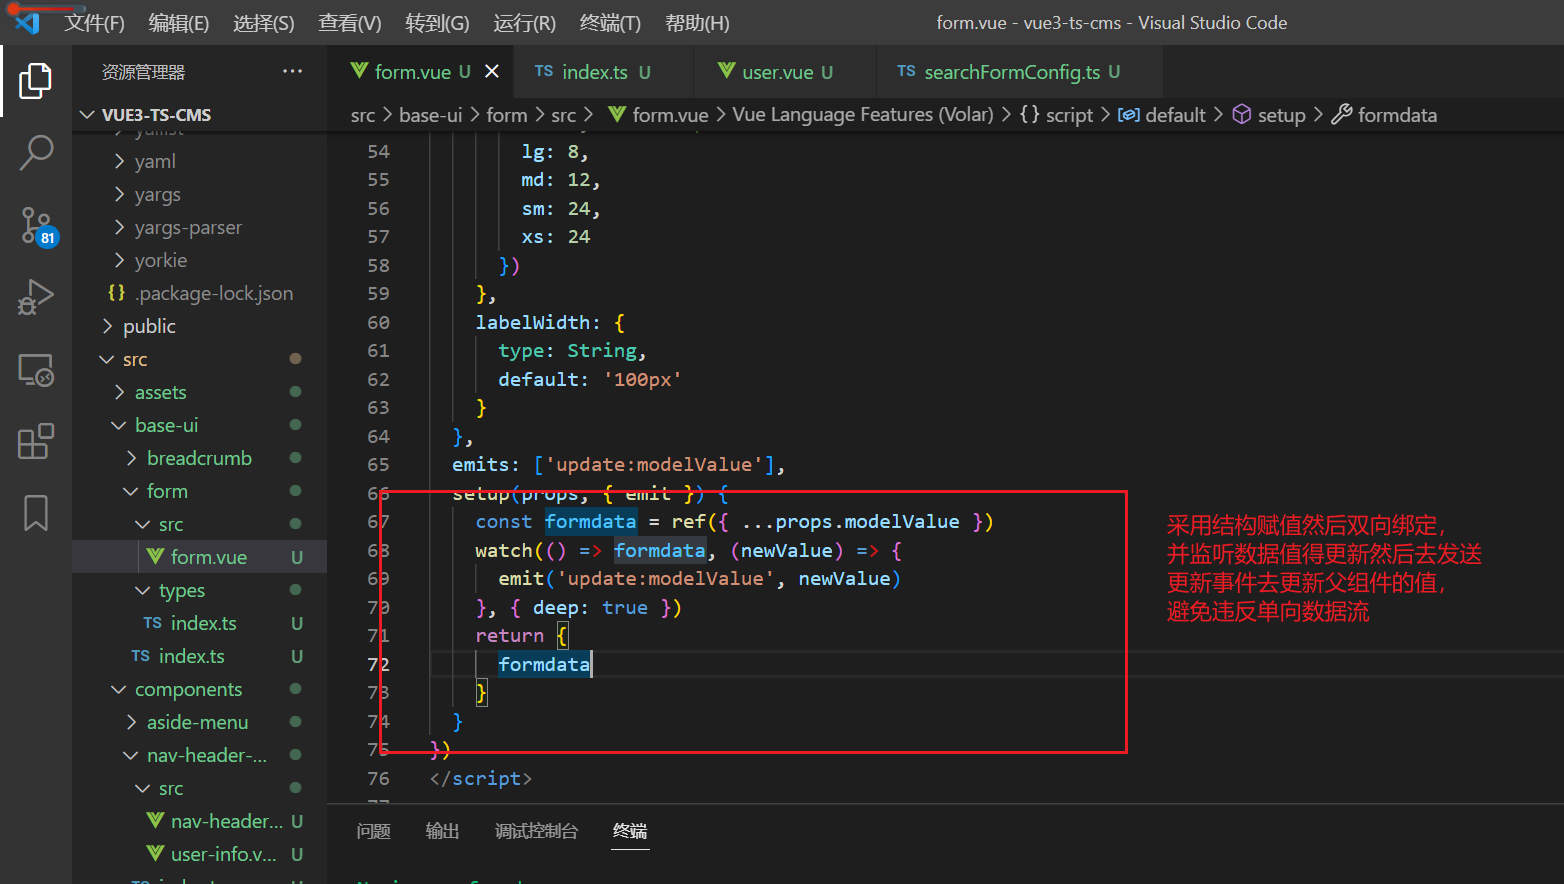 文件(F) 编辑(E) 选择(S) 查看(V) 转到(G) 运行(R) 终端(T) 帮助(H) form.vue - vue3-ts-cms - Visual Studio Code
资源管理器 ···
form.vue U TS index.ts U user.vue U TS searchFormConfig.ts U
VUE3-TS-CMS
src > base-ui > form > src > form.vue > Vue Language Features (Volar) > {} script > default > setup > formdata
yallist
yaml
yargs
yargs-parser
yorkie
{} .package-lock.json
public
src
assets
base-ui
breadcrumb
form
src
form.vue U
types
TS index.ts U
TS index.ts U
components
aside-menu
nav-header-...
src
nav-header... U
user-info.v... U
81
54 lg: 8,
55 md: 12,
56 sm: 24,
57 xs: 24
58 })
59 },
60 labelWidth: {
61 type: String,
62 default: '100px'
63 }
64 },
65 emits: ['update:modelValue'],
66 setup(props, { emit }) {
67 const formdata = ref({ ...props.modelValue })
68 watch(() => formdata, (newValue) => {
69 emit('update:modelValue', newValue)
70 }, { deep: true })
71 return {
72 formdata
73 }
74 }
75 })
76 </script>
采用结构赋值然后双向绑定，
并监听数据值得更新然后去发送
更新事件去更新父组件的值，
避免违反单向数据流
问题 输出 调试控制台 终端